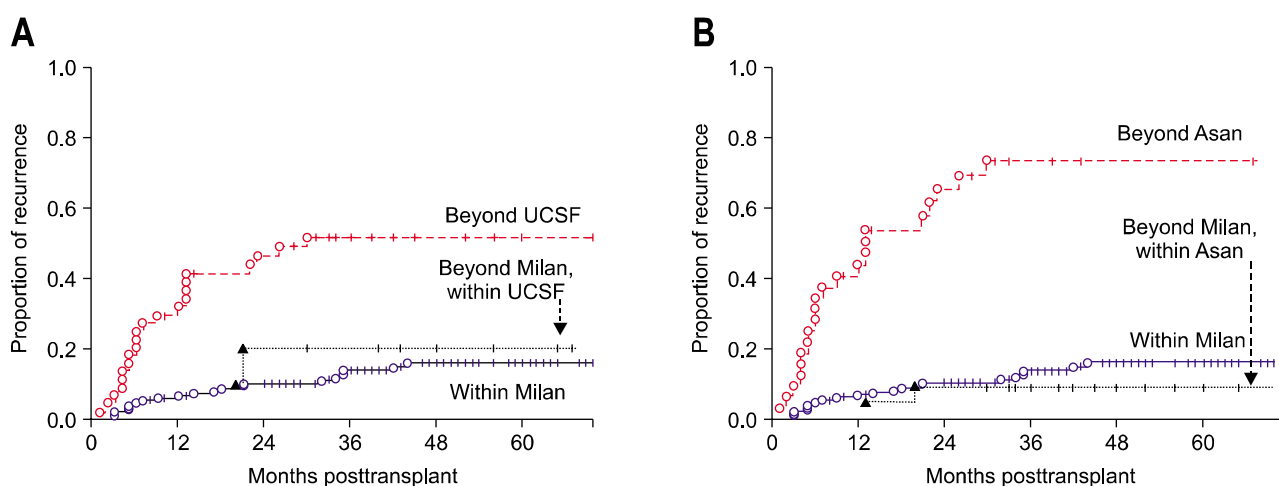 A
1.0
0.8
0.6
0.4
0.2
0.0
Proportion of recurrence
Beyond UCSF
Beyond Milan,
within UCSF
Within Milan
0 12 24 36 48 60
Months posttransplant
B
1.0
0.8
0.6
0.4
0.2
0.0
Proportion of recurrence
Beyond Asan
Beyond Milan,
within Asan
Within Milan
0 12 24 36 48 60
Months posttransplant